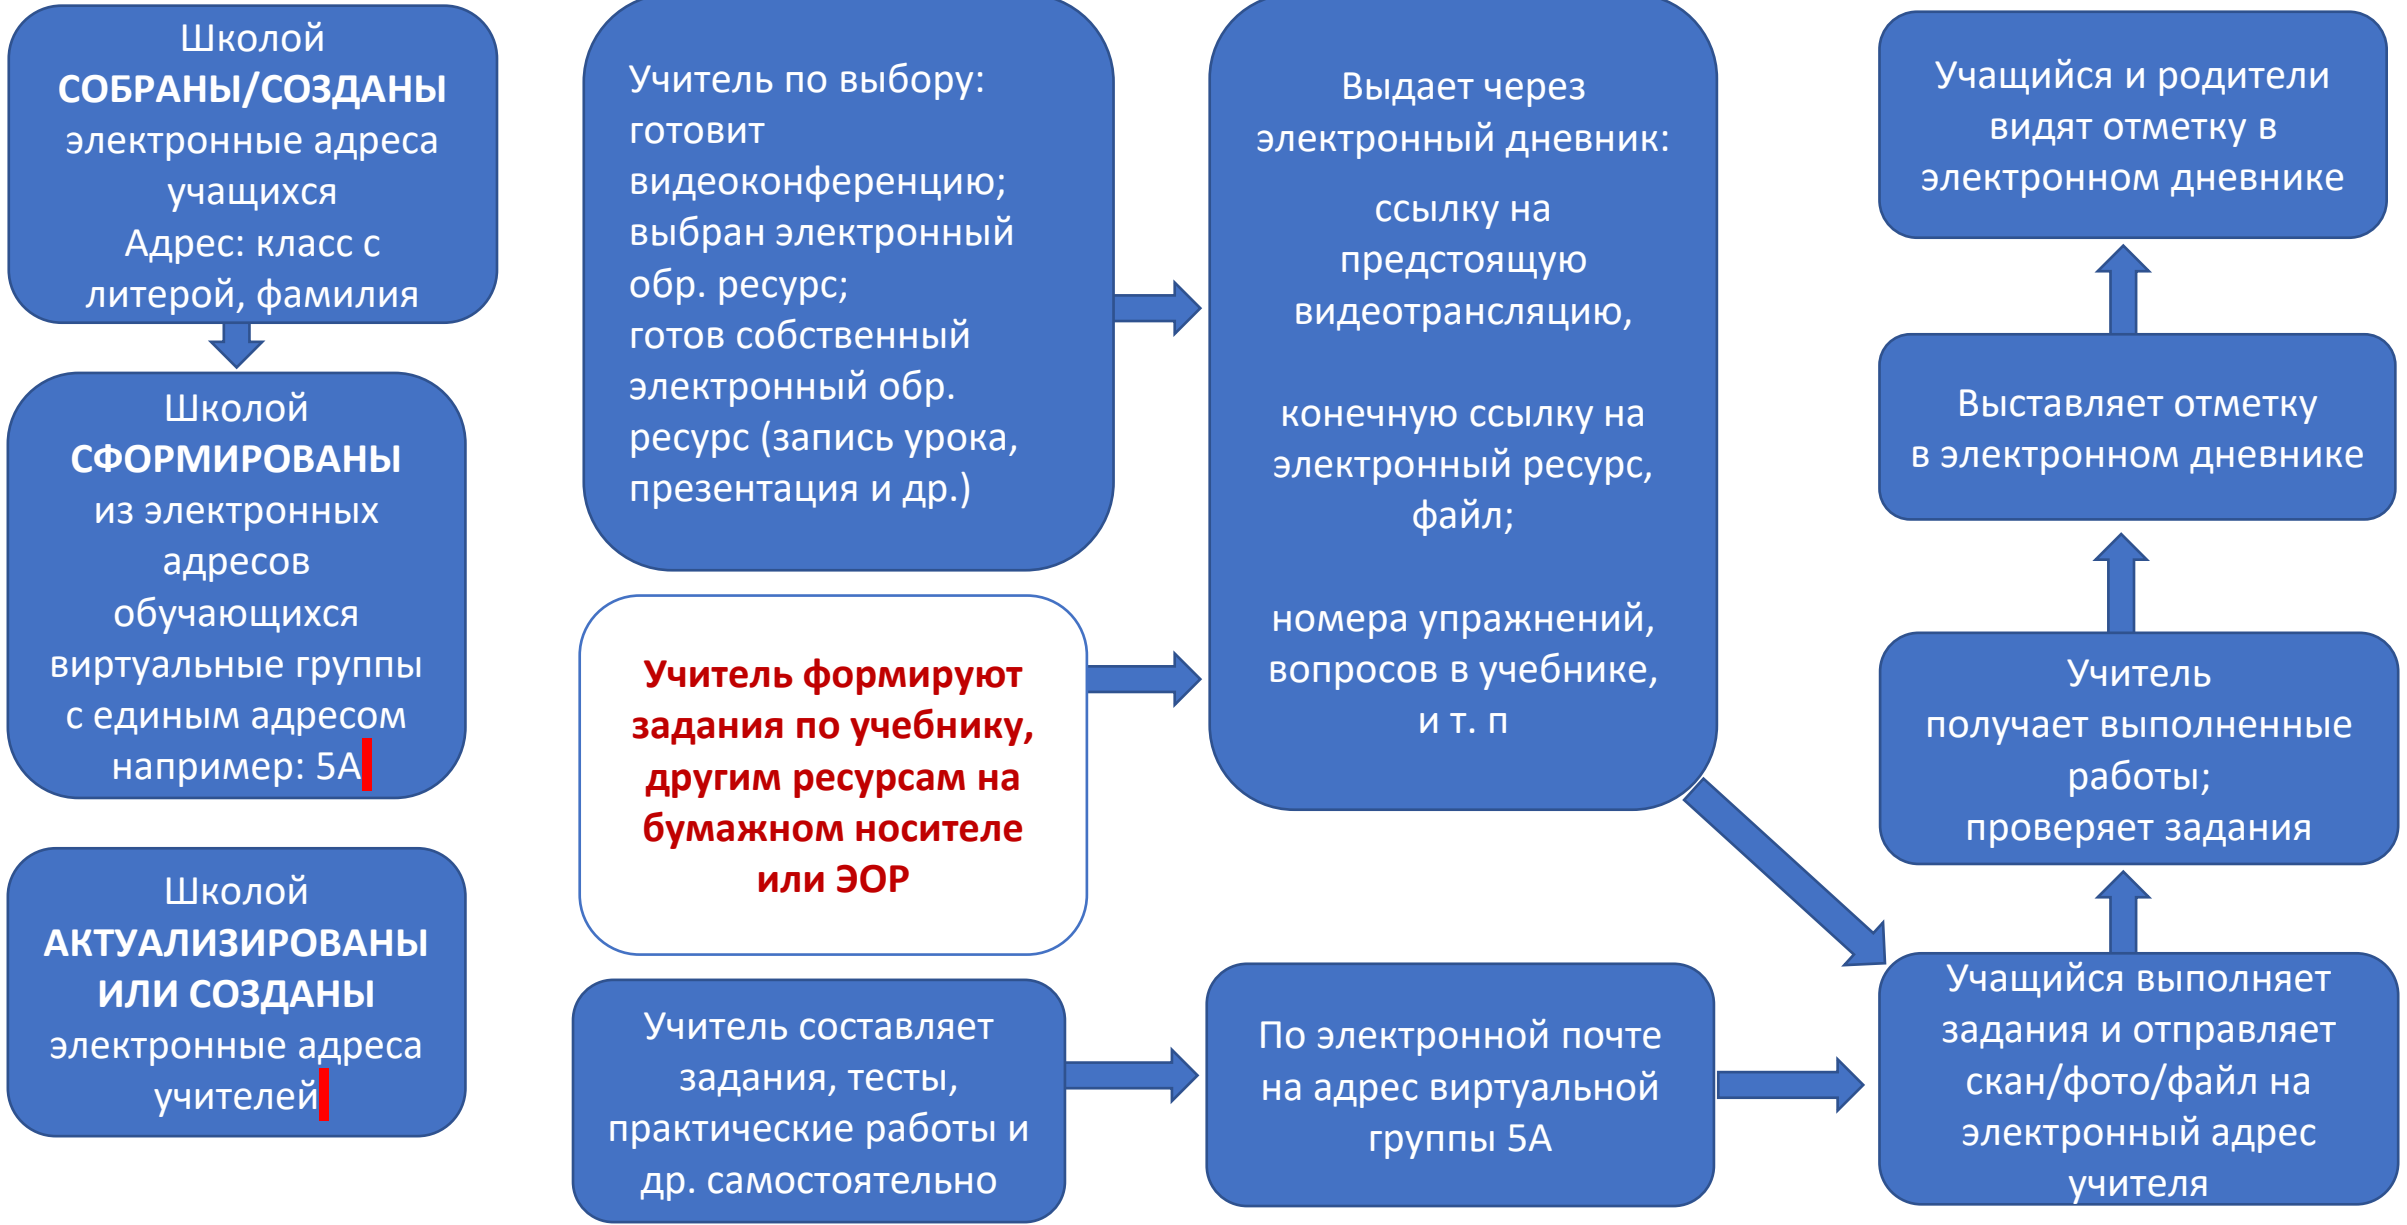 Школой
СОБРАНЫ/СОЗДАНЫ
электронные адреса
учащихся
Адрес: класс с
литерой, фамилия
Школой
СФОРМИРОВАНЫ
из электронных
адресов
обучающихся
виртуальные группы
с единым адресом
например: 5А
Школой
АКТУАЛИЗИРОВАНЫ
ИЛИ СОЗДАНЫ
электронные адреса
учителей
Учитель по выбору:
готовит
видеоконференцию;
выбран электронный
обр. ресурс;
готов собственный
электронный обр.
ресурс (запись урока,
презентация и др.)
Учитель формируют
задания по учебнику,
другим ресурсам на
бумажном носителе
или ЭОР
Учитель составляет
задания, тесты,
практические работы и
др. самостоятельно
Выдает через
электронный дневник:
ссылку на
предстоящую
видеотрансляцию,
конечную ссылку на
электронный ресурс,
файл;
номера упражнений,
вопросов в учебнике,
и т. п
По электронной почте
на адрес виртуальной
группы 5А
Учащийся и родители
видят отметку в
электронном дневнике
Выставляет отметку
в электронном дневнике
Учитель
получает выполненные
работы;
проверяет задания
Учащийся выполняет
задания и отправляет
скан/фото/файл на
электронный адрес
учителя